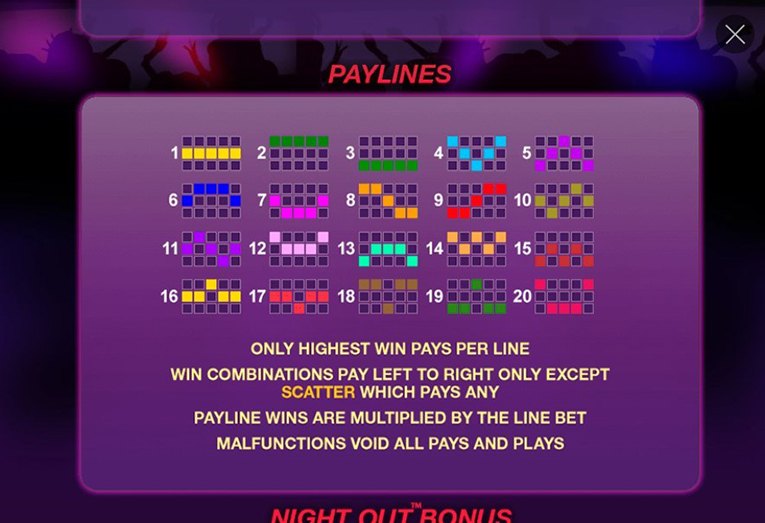 PAYLINES
1 2 3 4 5
6 7 8 9 10
11 12 13 14 15
16 17 18 19 20
ONLY HIGHEST WIN PAYS PER LINE
WIN COMBINATIONS PAY LEFT TO RIGHT ONLY EXCEPT
SCATTER WHICH PAYS ANY
PAYLINE WINS ARE MULTIPLIED BY THE LINE BET
MALFUNCTIONS VOID ALL PAYS AND PLAYS
NIGHT OUT™ BONUS